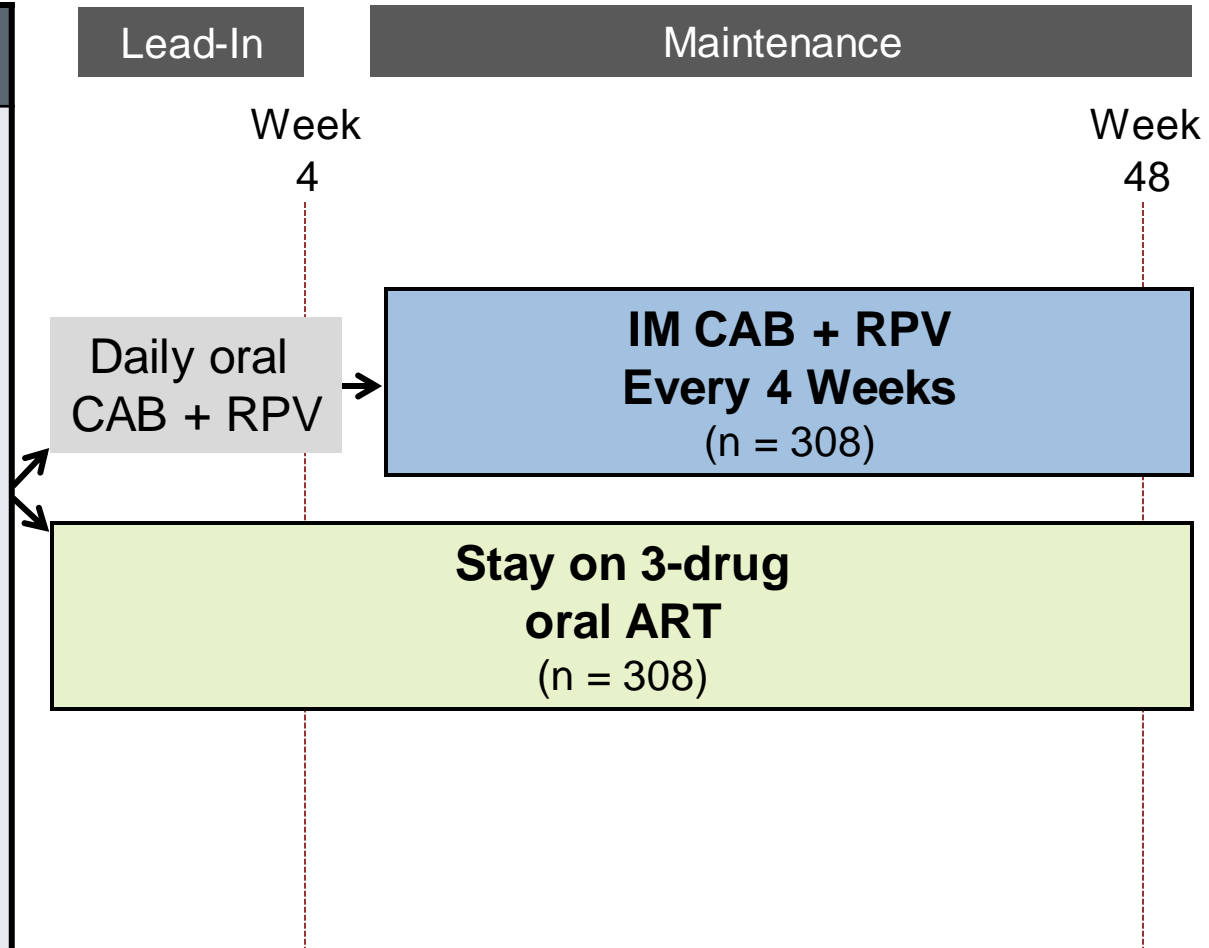 Lead-In
Maintenance
Week
4
Week
48
Daily oral
CAB + RPV
IM CAB + RPV
Every 4 Weeks
(n = 308)
Stay on 3-drug
oral ART
(n = 308)